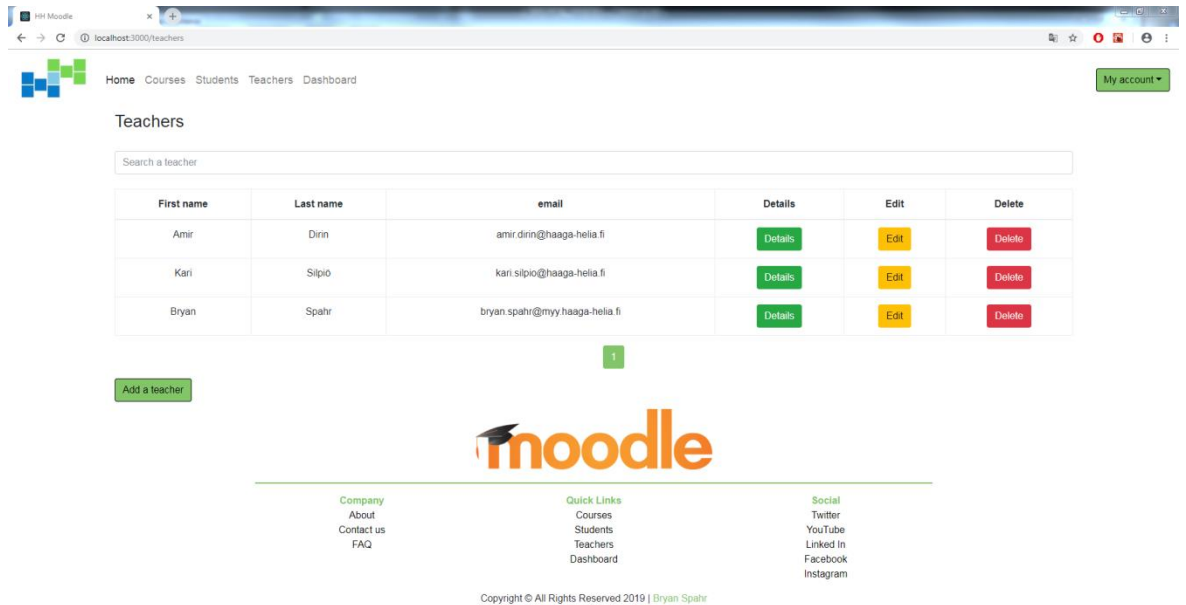 HH Moodle
localhost:3000/teachers
Home Courses Students Teachers Dashboard
My account
Teachers
Search a teacher
First name Last name email Details Edit Delete
Amir Dirin amir.dirin@haaga-helia.fi Details Edit Delete
Kari Silpiö kari.silpio@haaga-helia.fi Details Edit Delete
Bryan Spahr bryan.spahr@myy.haaga-helia.fi Details Edit Delete
1
Add a teacher
moodle
Company Quick Links Social
About Courses Twitter
Contact us Students YouTube
FAQ Teachers Linked In
Dashboard Facebook
Instagram
Copyright © All Rights Reserved 2019 | Bryan Spahr